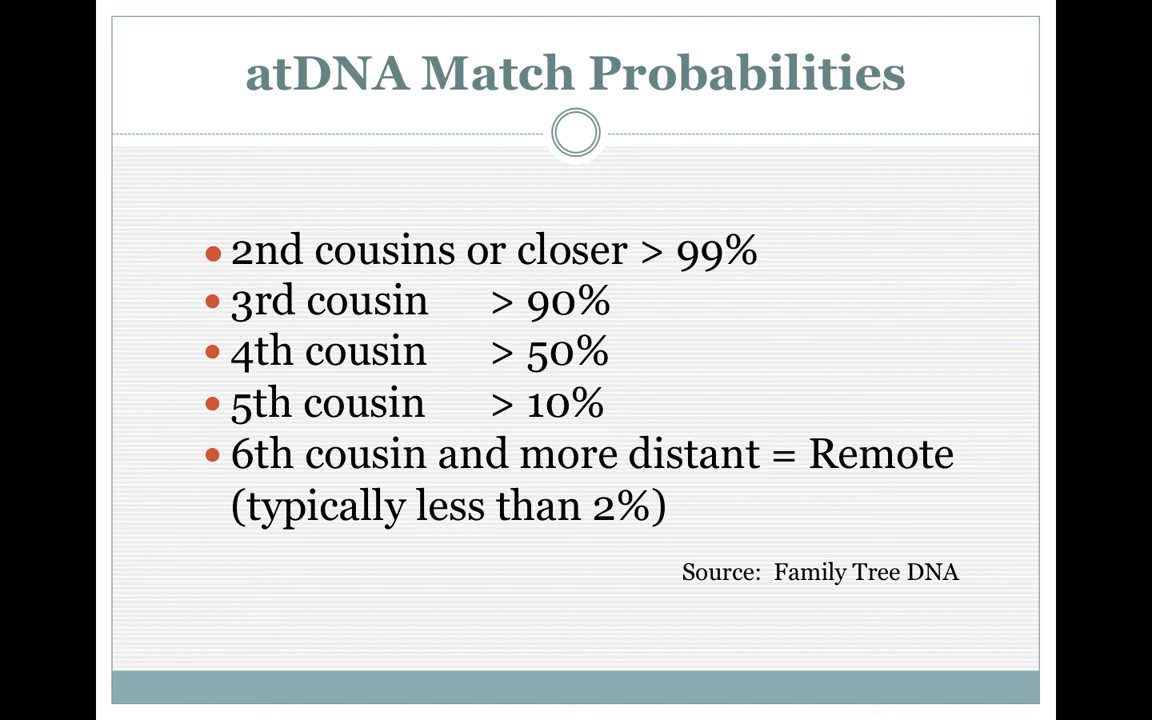 atDNA Match Probabilities
• 2nd cousins or closer > 99%
• 3rd cousin > 90%
• 4th cousin > 50%
• 5th cousin > 10%
• 6th cousin and more distant = Remote
(typically less than 2%)
Source: Family Tree DNA